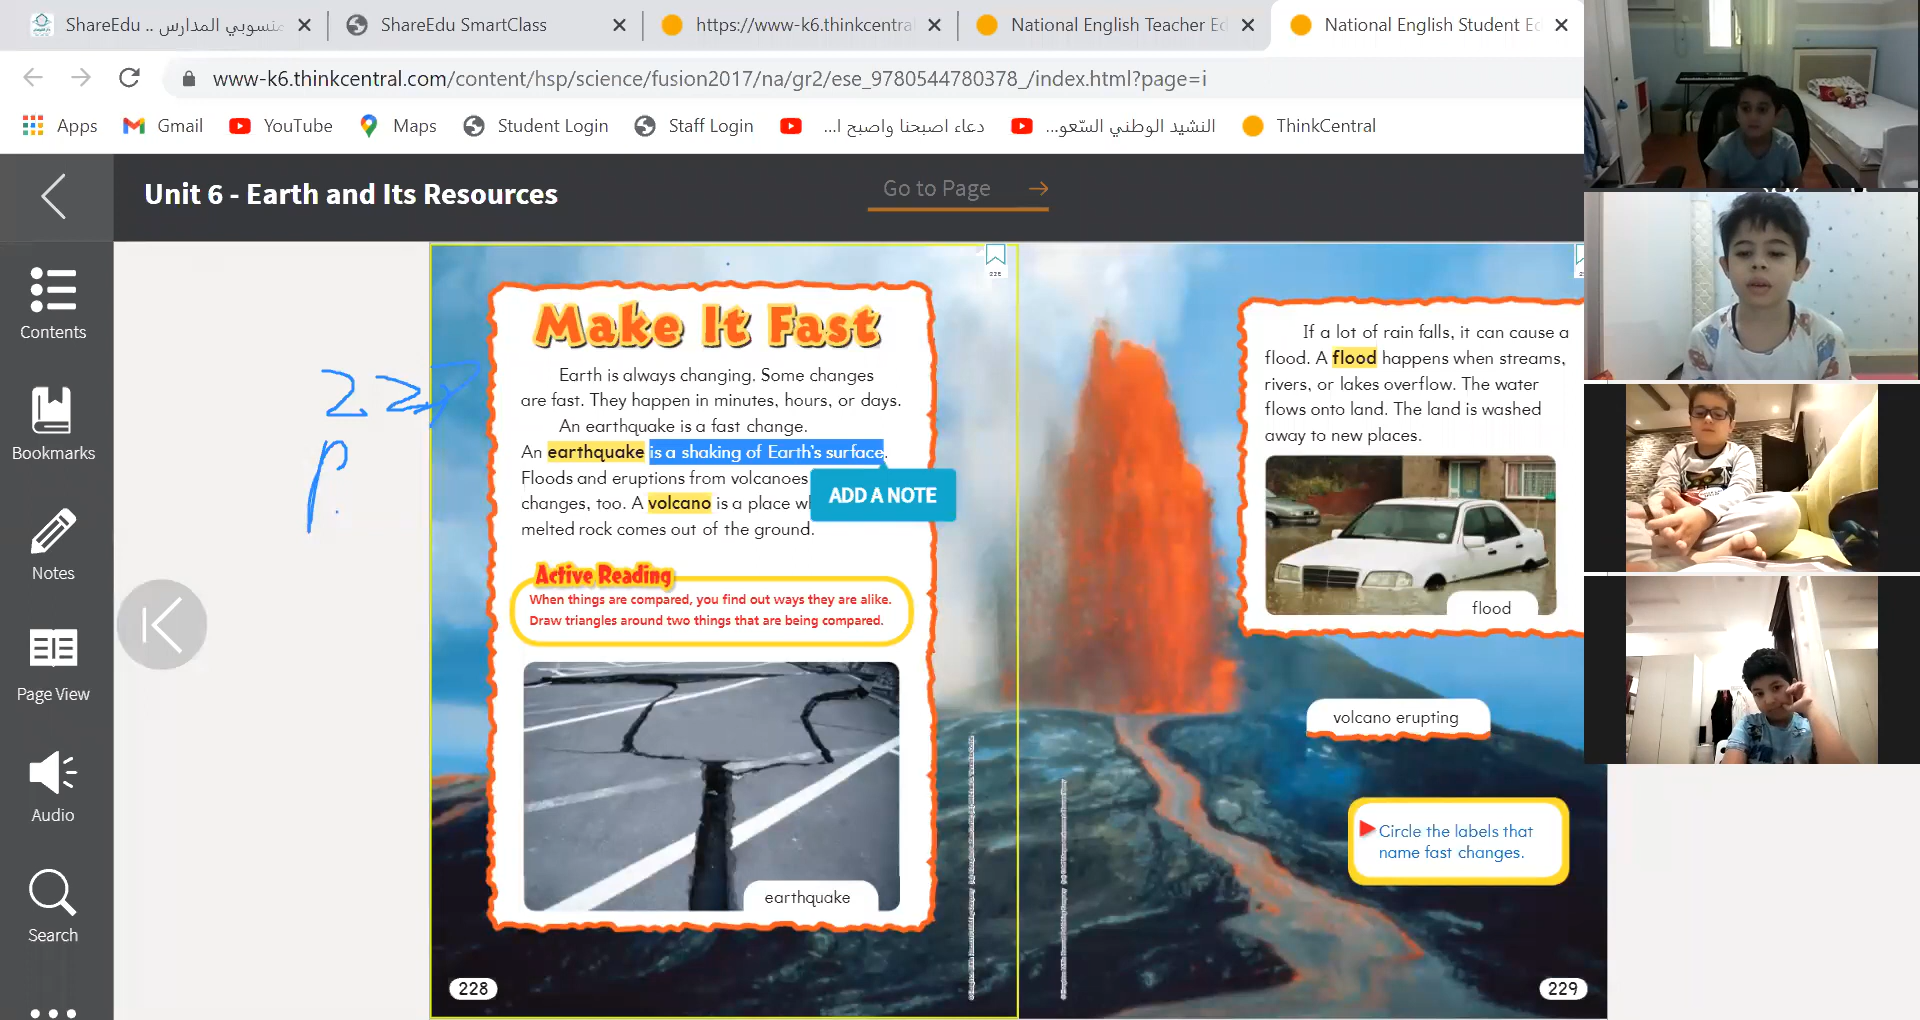 ShareEdu .. منسوبي المدارس
ShareEdu SmartClass
https://www-k6.thinkcentral
National English Teacher Ed
National English Student Ed
www-k6.thinkcentral.com/content/hsp/science/fusion2017/na/gr2/ese_9780544780378_/index.html?page=i
Apps
Gmail
YouTube
Maps
Student Login
Staff Login
دعاء اصبحنا واصبح ا...
النشيد الوطني السّعو...
ThinkCentral
Unit 6 - Earth and Its Resources
Go to Page
Contents
Bookmarks
Notes
Page View
Audio
Search
Make It Fast
Earth is always changing. Some changes
are fast. They happen in minutes, hours, or days.
An earthquake is a fast change.
An earthquake is a shaking of Earth's surface.
Floods and eruptions from volcanoes
changes, too. A volcano is a place wh
melted rock comes out of the ground.
ADD A NOTE
Active Reading
When things are compared, you find out ways they are alike.
Draw triangles around two things that are being compared.
earthquake
228
If a lot of rain falls, it can cause a
flood. A flood happens when streams,
rivers, or lakes overflow. The water
flows onto land. The land is washed
away to new places.
flood
volcano erupting
Circle the labels that
name fast changes.
229